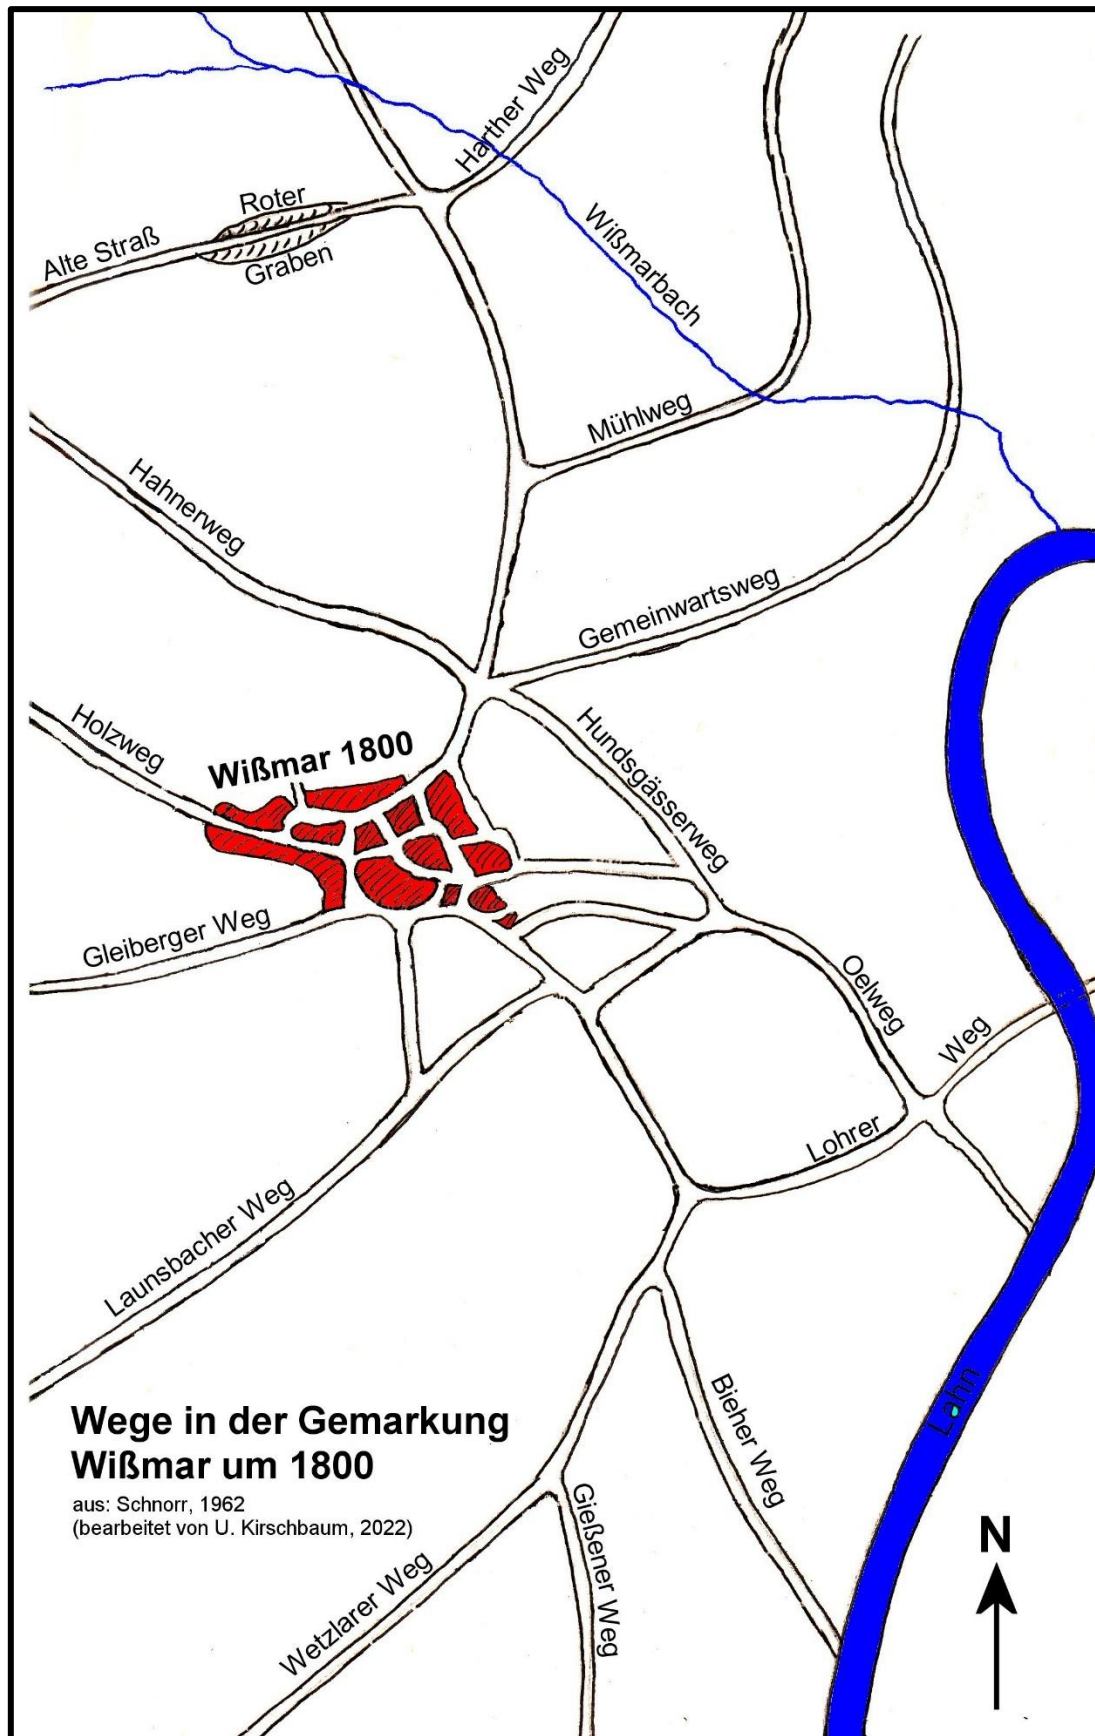 Harther Weg
Roter
Alte Straß
Graben
Wißmarbach
Mühlweg
Hahnerweg
Gemeinwartsweg
Holzweg
Wißmar 1800
Hundsgässerweg
Gleiberger Weg
Oelweg
Weg
Lohrer
Launsbacher Weg
Lahn
Bieher Weg
Wege in der Gemarkung
Wißmar um 1800
aus: Schnorr, 1962
(bearbeitet von U. Kirschbaum, 2022)
Gießener Weg
N
Wetzlarer Weg